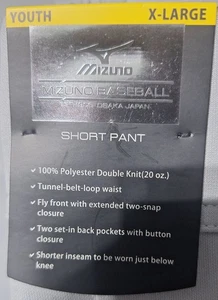 YOUTH X-LARGE
MIZUNO
MIZUNO BASEBALL
OSAKA JAPAN
SHORT PANT
✓ 100% Polyester Double Knit(20 oz.)
✓ Tunnel-belt-loop waist
✓ Fly front with extended two-snap
closure
✓ Two set-in back pockets with button
closure
✓ Shorter inseam to be worn just below
knee